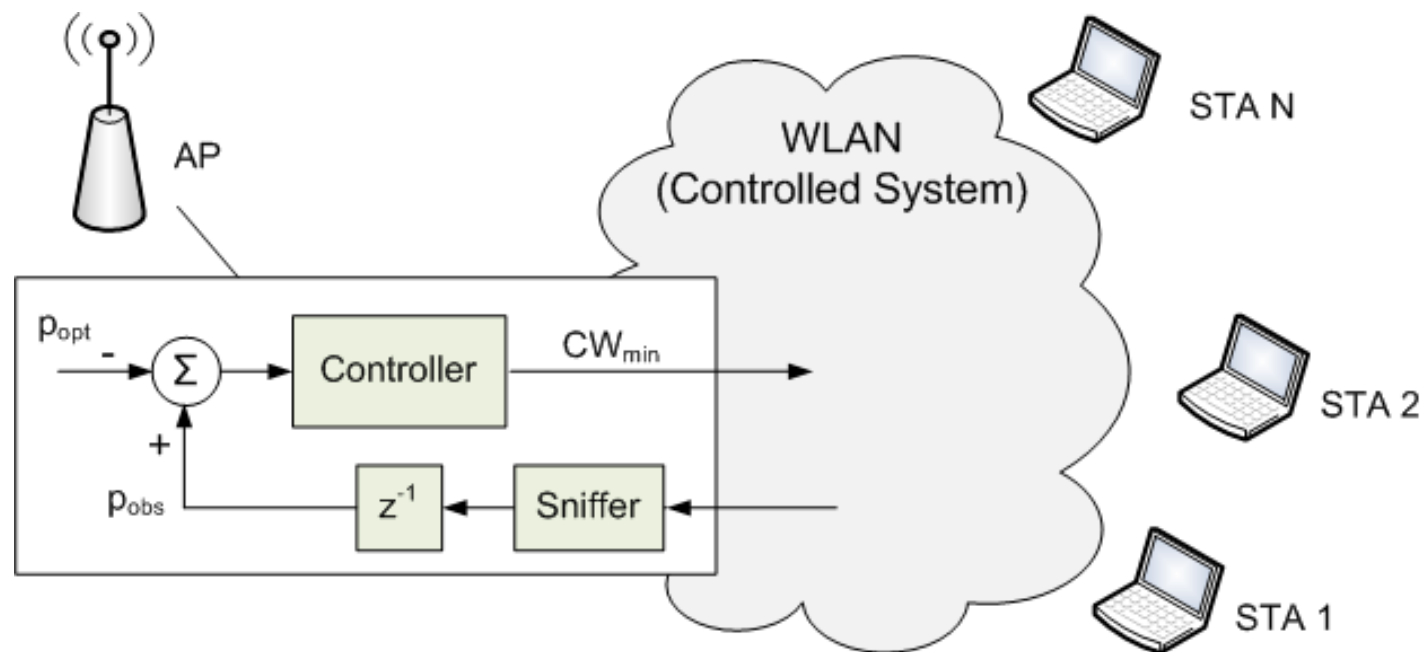 AP
WLAN
(Controlled System)
STA N
STA 2
STA 1
p_opt
-
Σ
+
Controller
CW_min
p_obs
z^-1
Sniffer